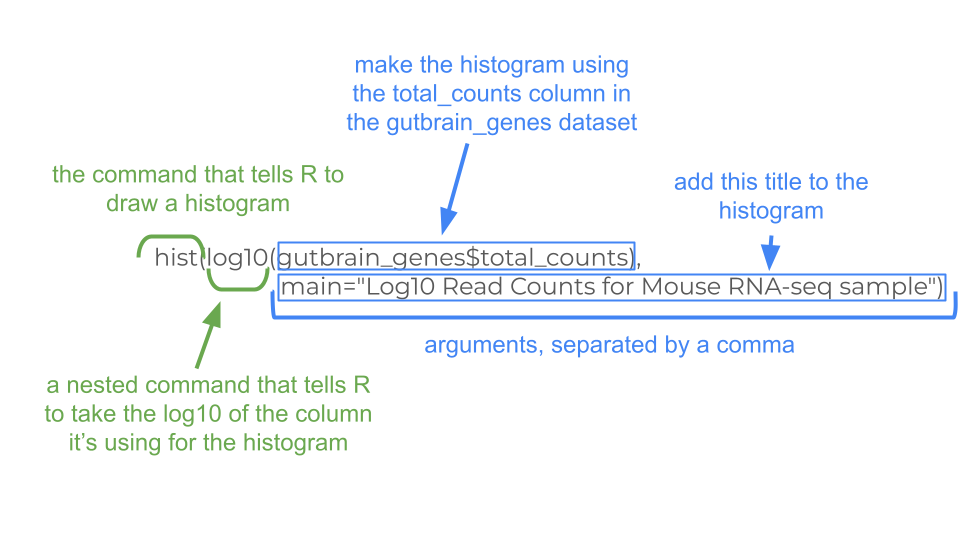 make the histogram using
the total_counts column in
the gutbrain_genes dataset
the command that tells R to
draw a histogram
add this title to the
histogram
hist(log10(gutbrain_genes$total_counts),
main="Log10 Read Counts for Mouse RNA-seq sample")
arguments, separated by a comma
a nested command that tells R
to take the log10 of the column
it’s using for the histogram